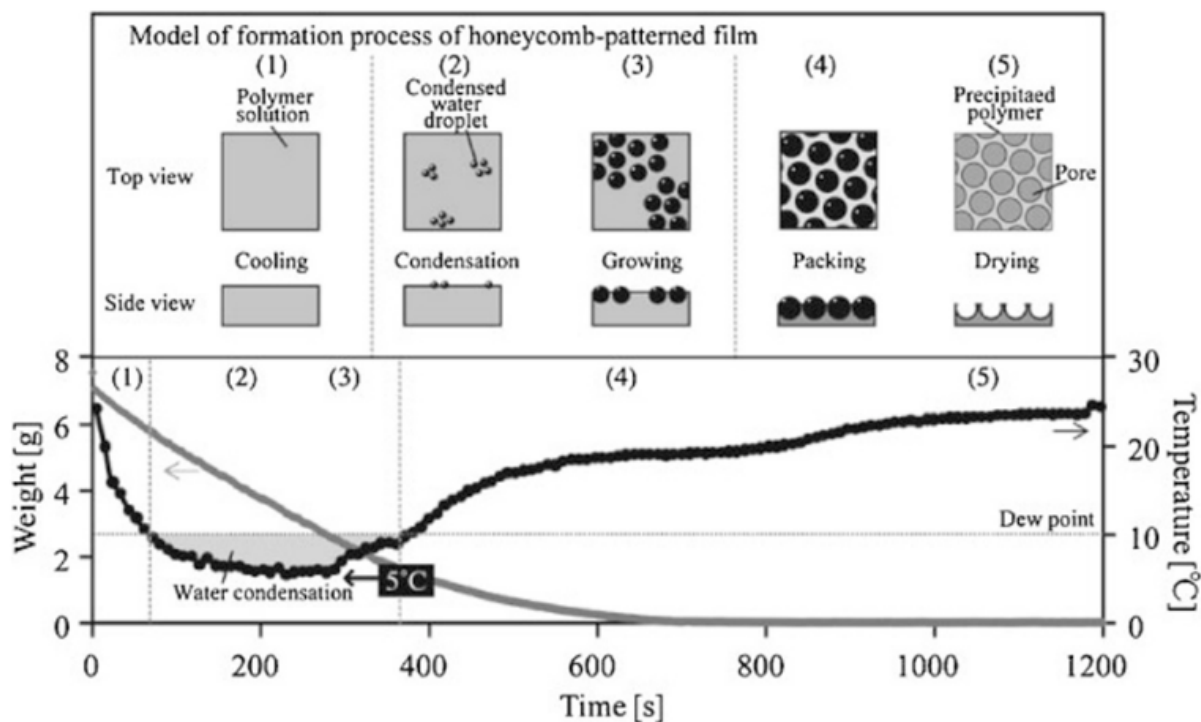 Model of formation process of honeycomb-patterned film
(1) (2) (3) (4) (5)
Polymer solution
Condensed water droplet
Precipitaed polymer
Top view
Pore
Cooling Condensation Growing Packing Drying
Side view
8 (1) (2) (3) (4) (5) 30
6
20
4
Dew point
10
2
5°C
Water condensation
0 0
0 200 400 600 800 1000 1200
Time [s]
Weight [g]
Temperature [°C]